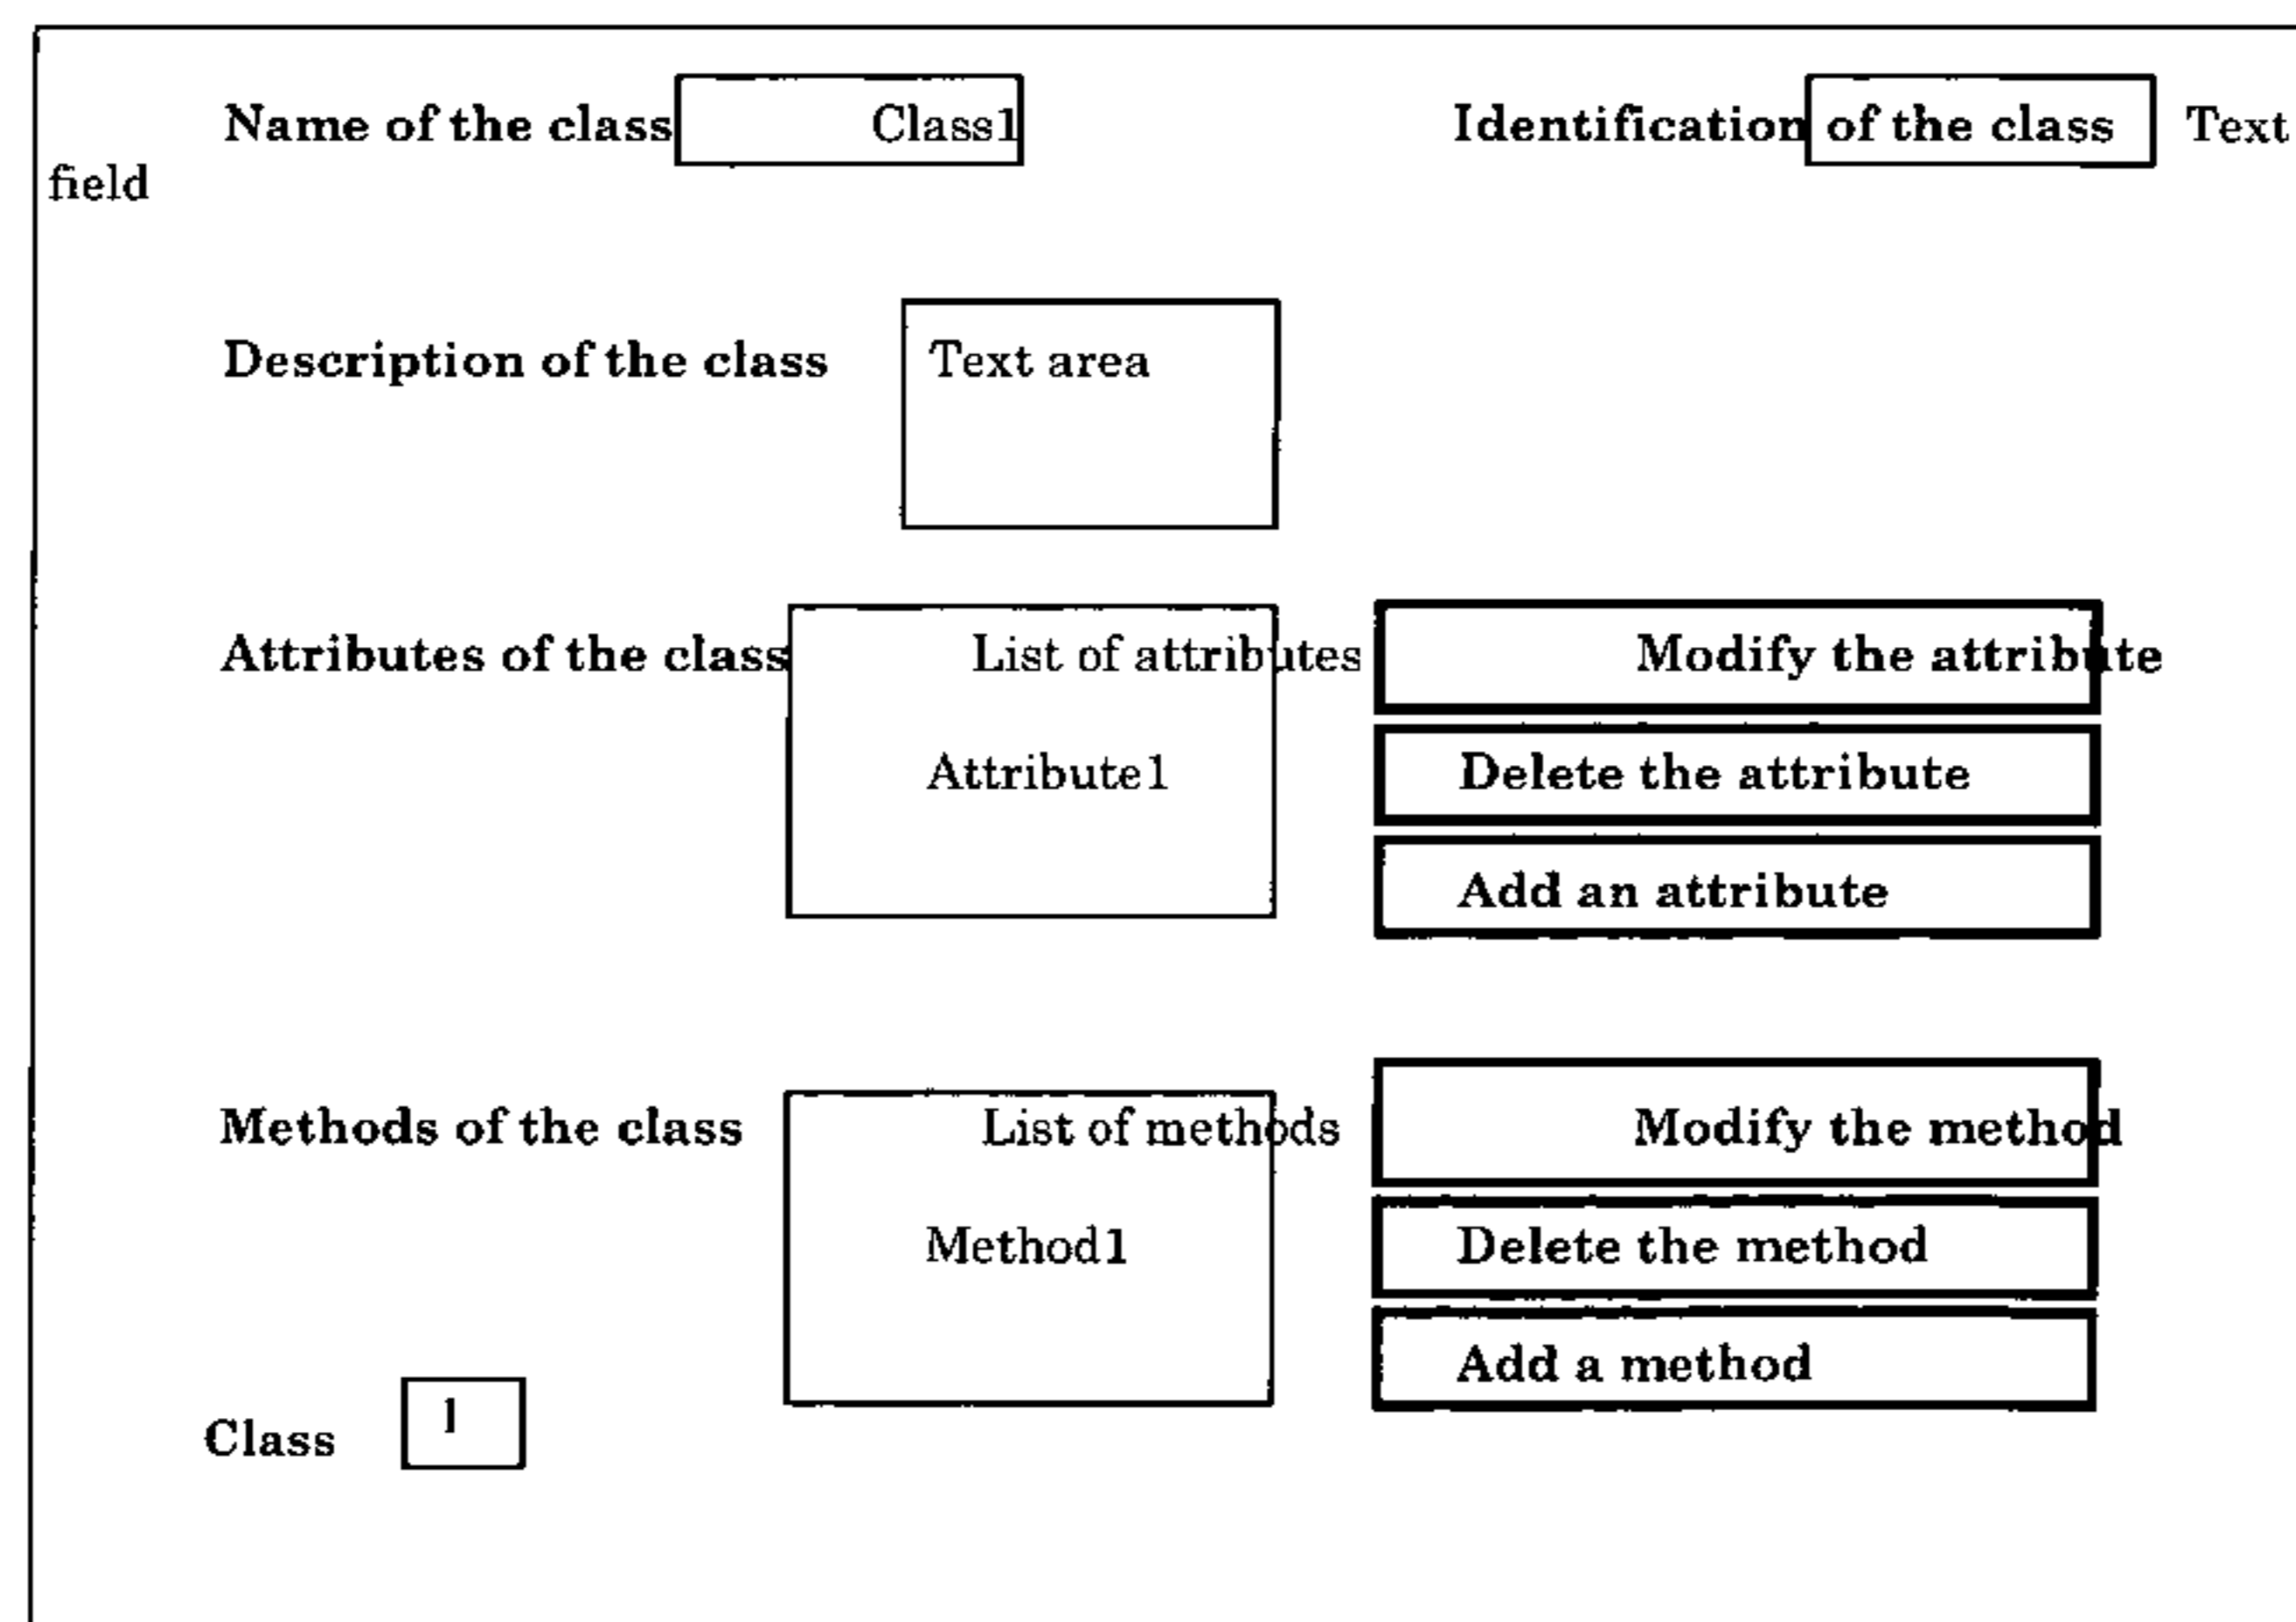 Name of the class Class1 Identification of the class Text
field
Description of the class Text area
Attributes of the class List of attributes Modify the attribute
Attribute1 Delete the attribute
Add an attribute
Methods of the class List of methods Modify the method
Method1 Delete the method
Add a method
Class 1